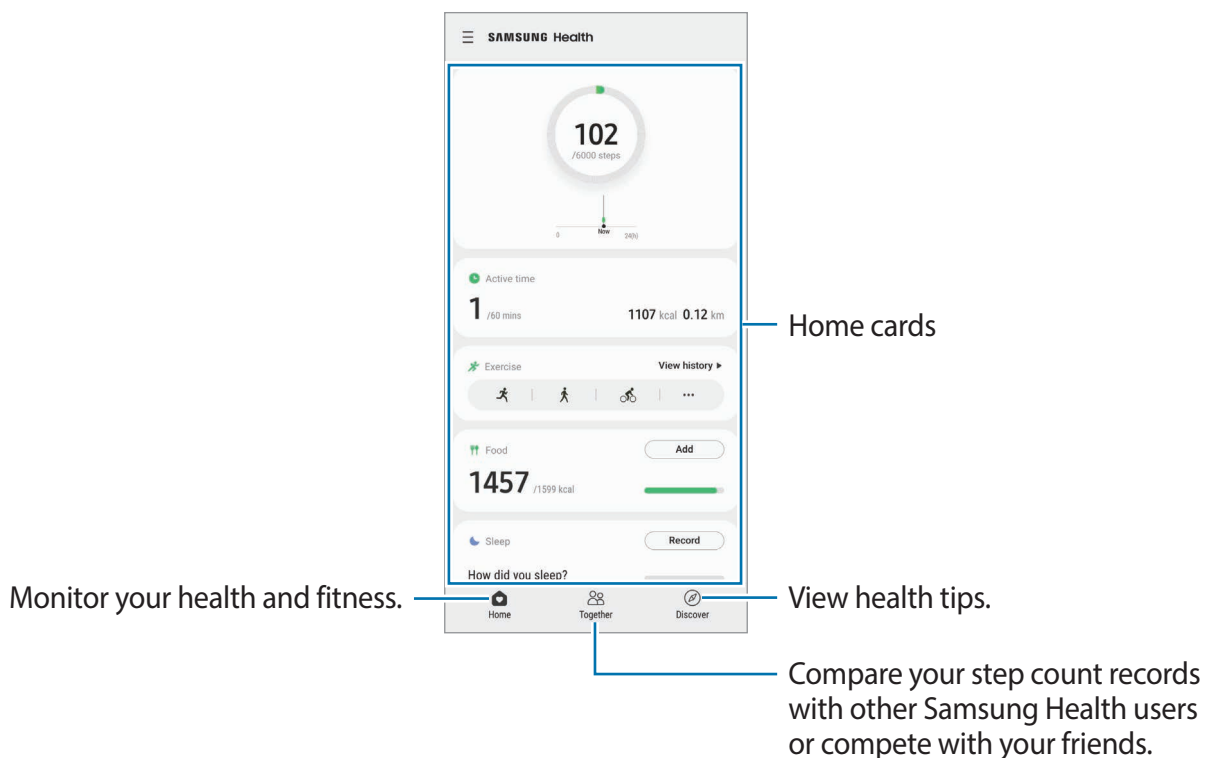 SAMSUNG Health
102
/6000 steps
0 Now 24(h)
Active time
1 /60 mins 1107 kcal 0.12 km
Home cards
Exercise View history
Food Add
1457 /1599 kcal
Sleep Record
How did you sleep?
Monitor your health and fitness.
Home Together Discover
View health tips.
Compare your step count records
with other Samsung Health users
or compete with your friends.